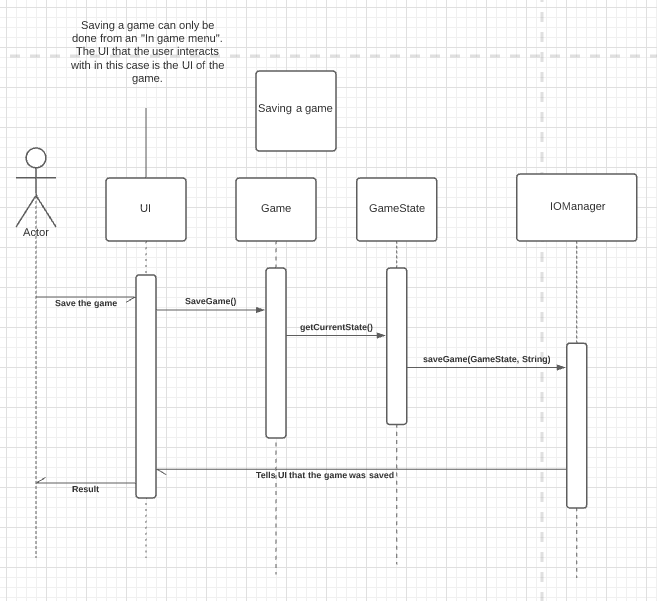 Saving a game can only be
done from an "In game menu".
The UI that the user interacts
with in this case is the UI of the
game.
Saving a game
Actor
UI
Game
GameState
IOManager
Save the game
SaveGame()
getCurrentState()
saveGame(GameState, String)
Tells UI that the game was saved
Result